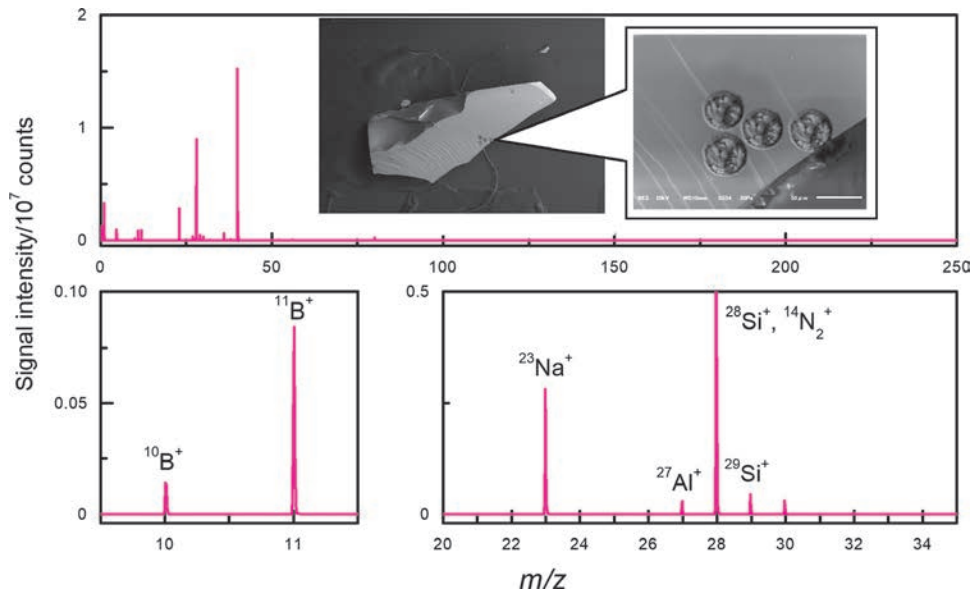 Signal intensity/10⁷ counts
2
1
0
0 50 100 150 200 250
0.10
0.05
0
¹⁰B⁺
¹¹B⁺
10 11
0.5
0
²³Na⁺
²⁷Al⁺
²⁸Si⁺, ¹⁴N₂⁺
²⁹Si⁺
20 22 24 26 28 30 32 34
m/z